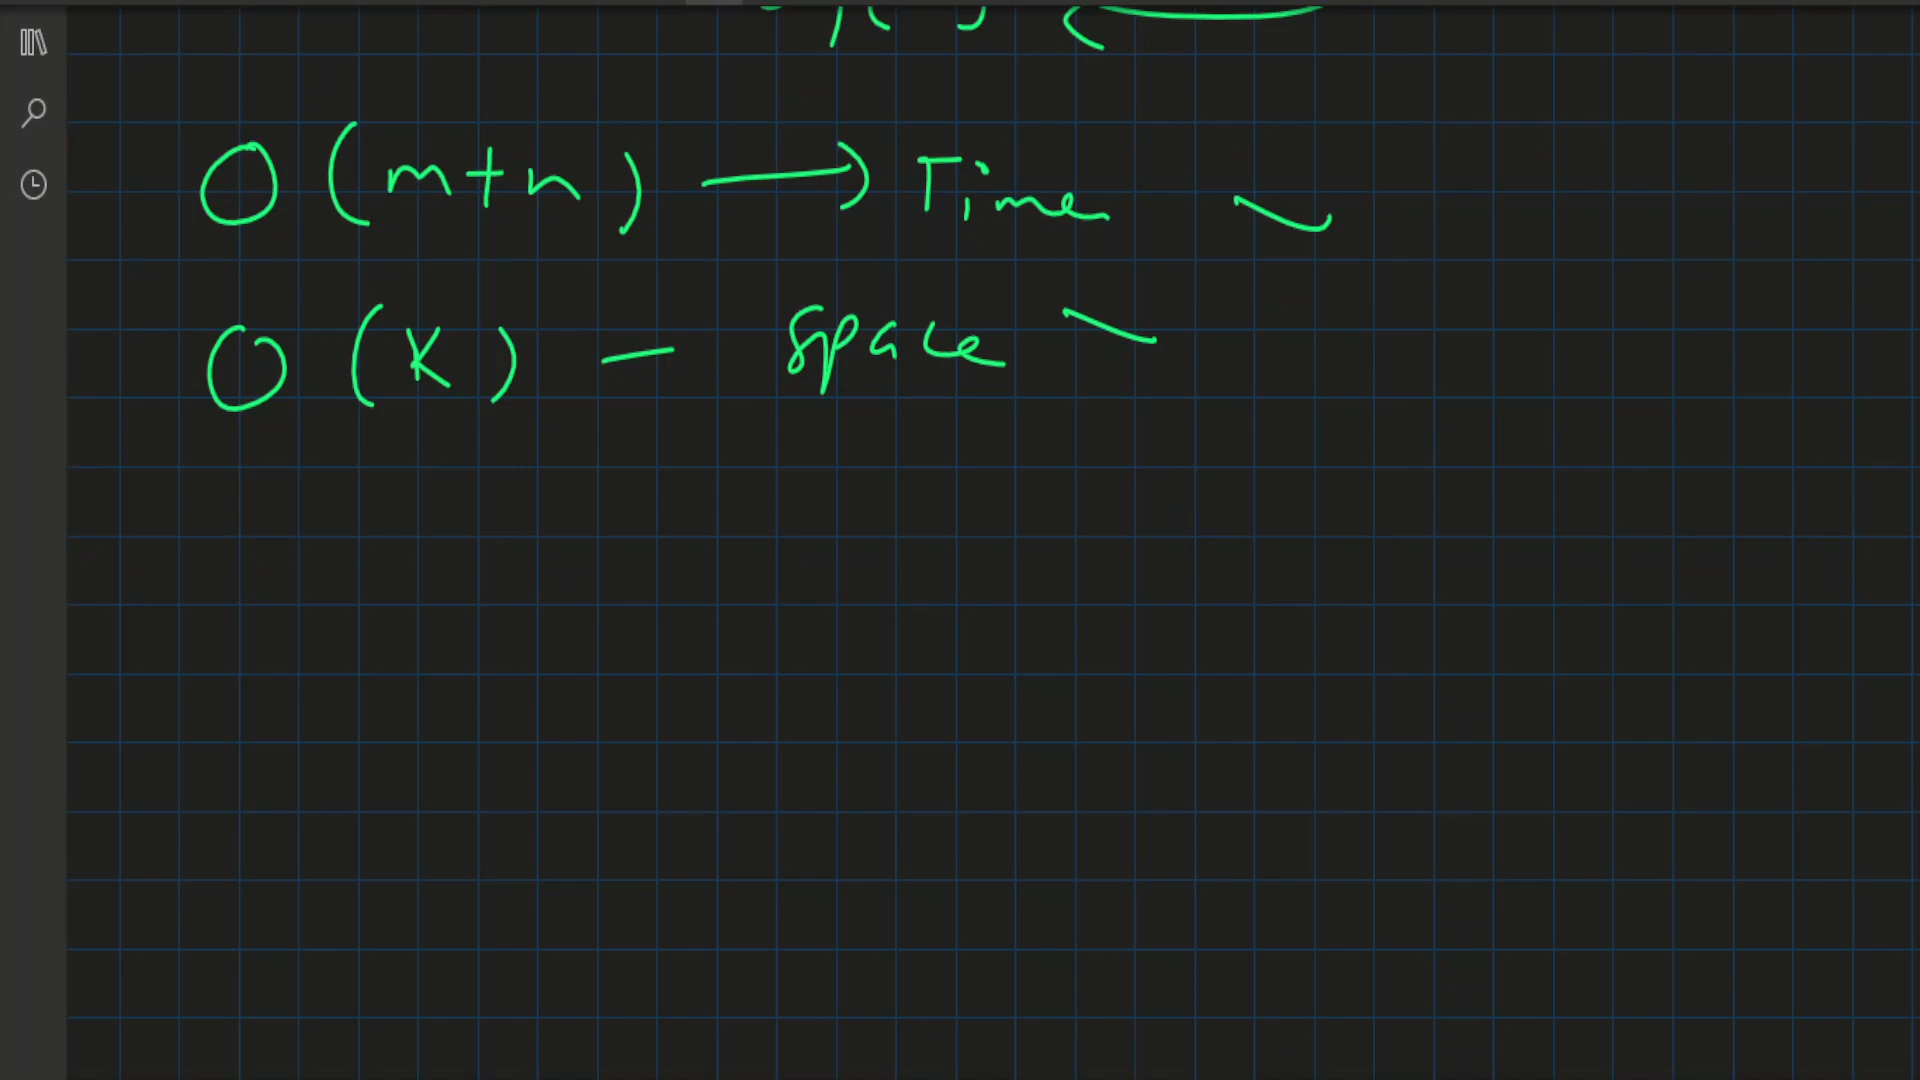 O(m+n) → Time
O(K) — space